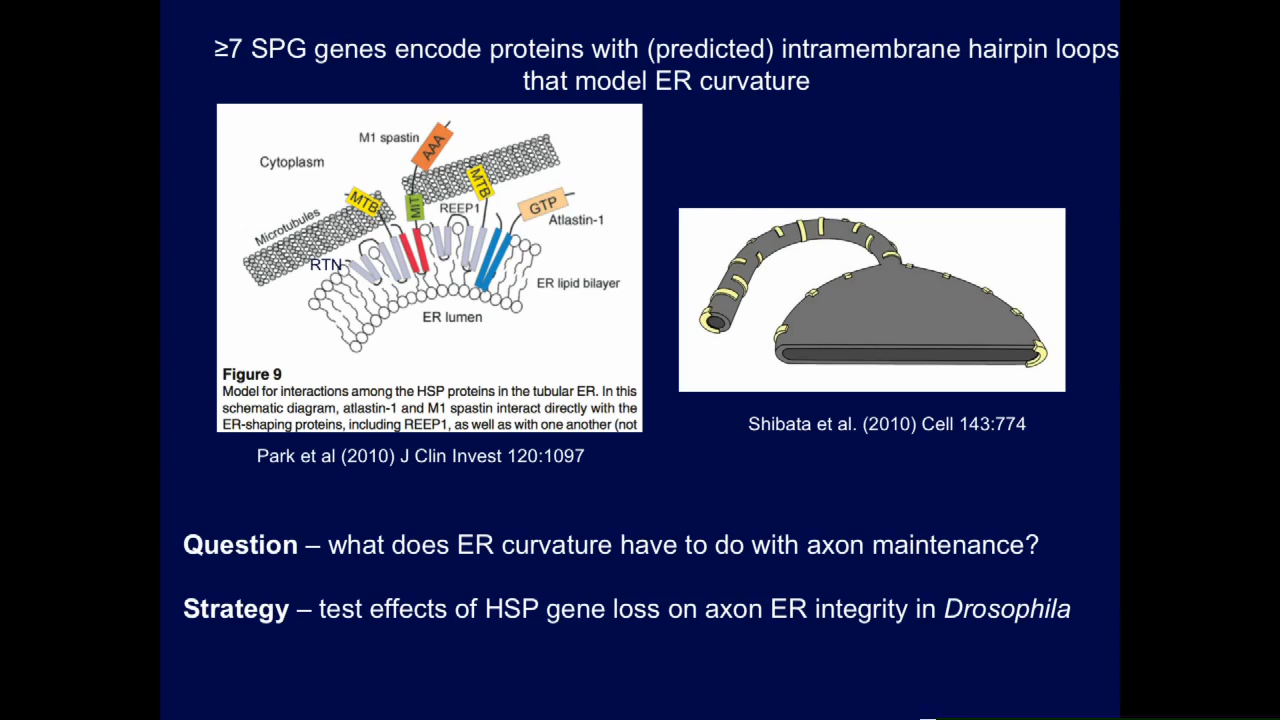 ≥7 SPG genes encode proteins with (predicted) intramembrane hairpin loops
that model ER curvature
M1 spastin
AAA
Cytoplasm
MTB
MTB
MIT
REEP1
GTP
Atlastin-1
Microtubules
RTN
ER lipid bilayer
ER lumen
Figure 9
Model for interactions among the HSP proteins in the tubular ER. In this
schematic diagram, atlastin-1 and M1 spastin interact directly with the
ER-shaping proteins, including REEP1, as well as with one another (not
Park et al (2010) J Clin Invest 120:1097
Shibata et al. (2010) Cell 143:774
Question – what does ER curvature have to do with axon maintenance?
Strategy – test effects of HSP gene loss on axon ER integrity in Drosophila